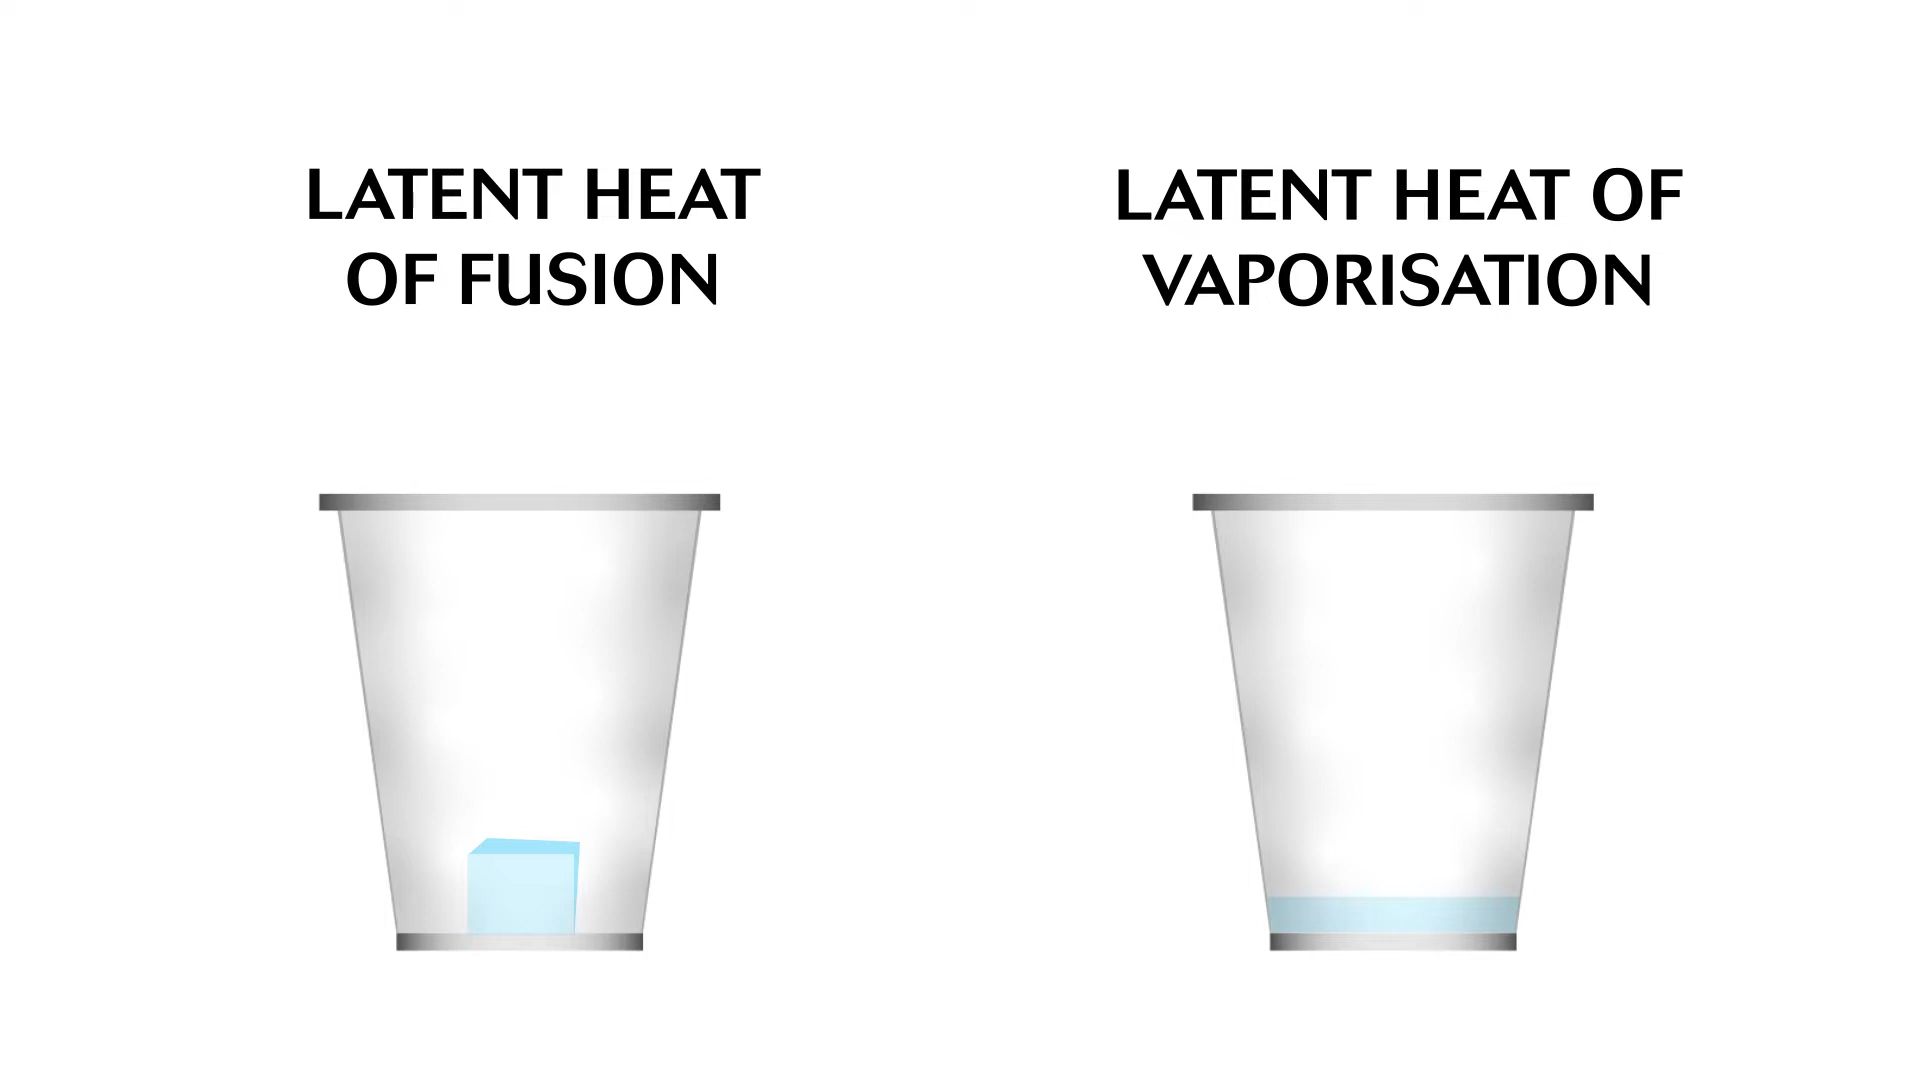 LATENT HEAT
OF FUSION
LATENT HEAT OF
VAPORISATION